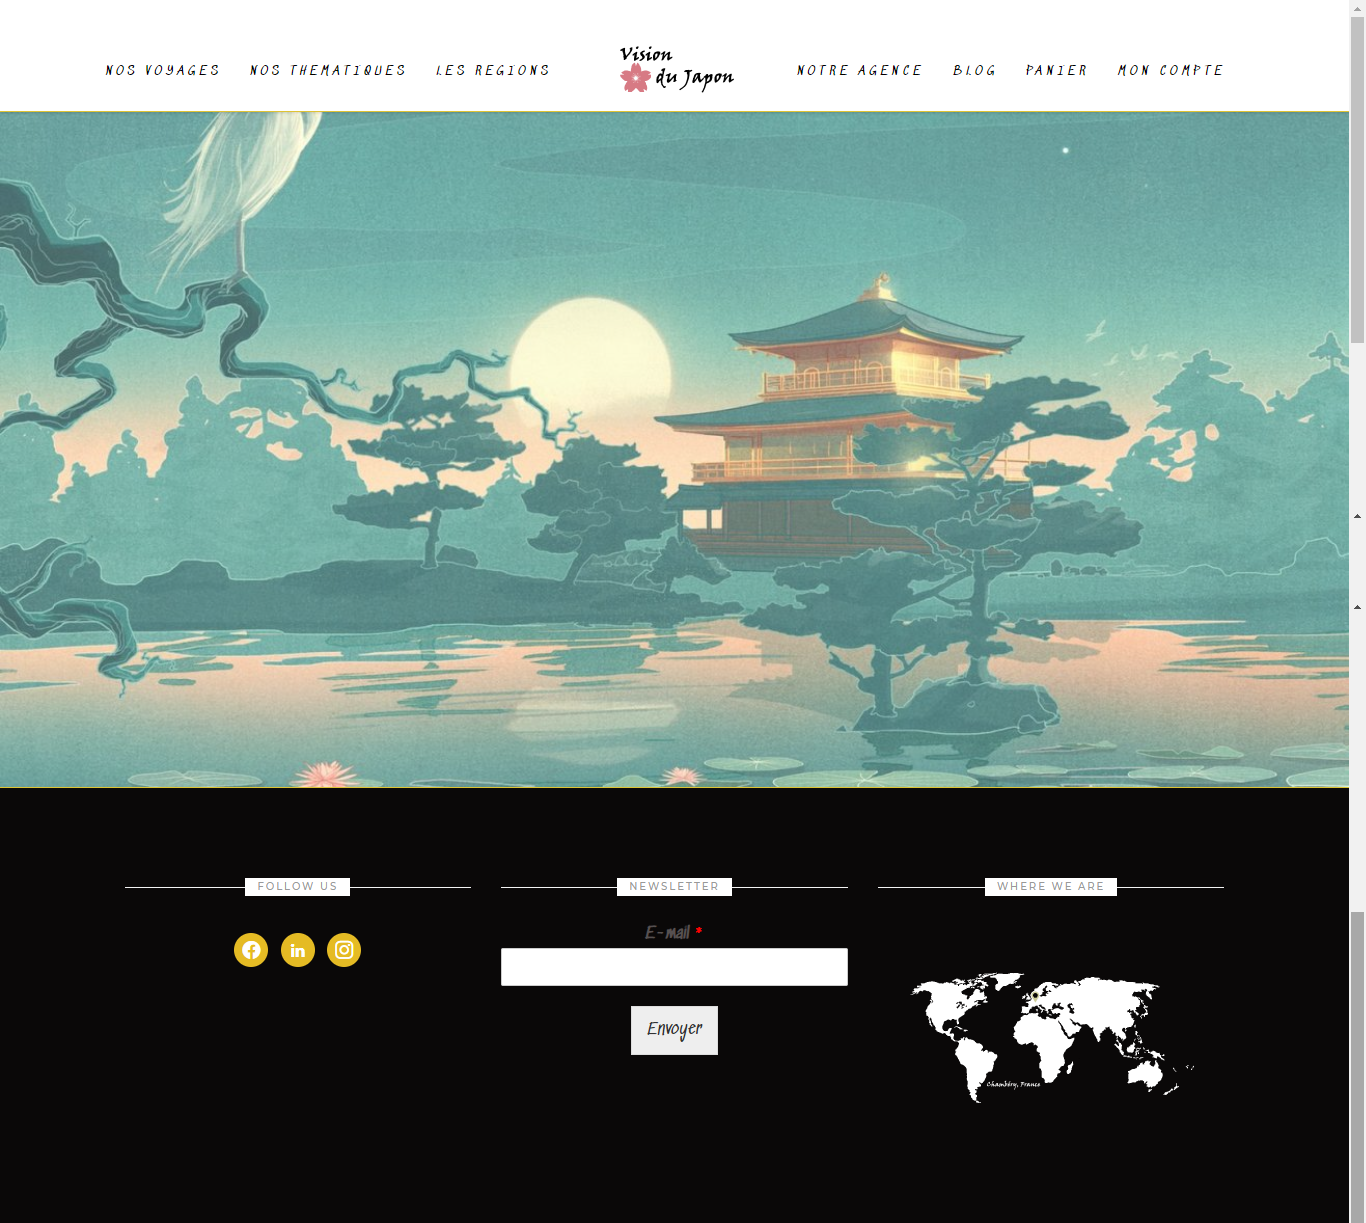 NOS VOYAGES NOS THEMATIQUES LES REGIONS
Vision
du Japon
NOTRE AGENCE BLOG PANIER MON COMPTE
FOLLOW US
NEWSLETTER
E-mail *
Envoyer
WHERE WE ARE
Chambéry, France